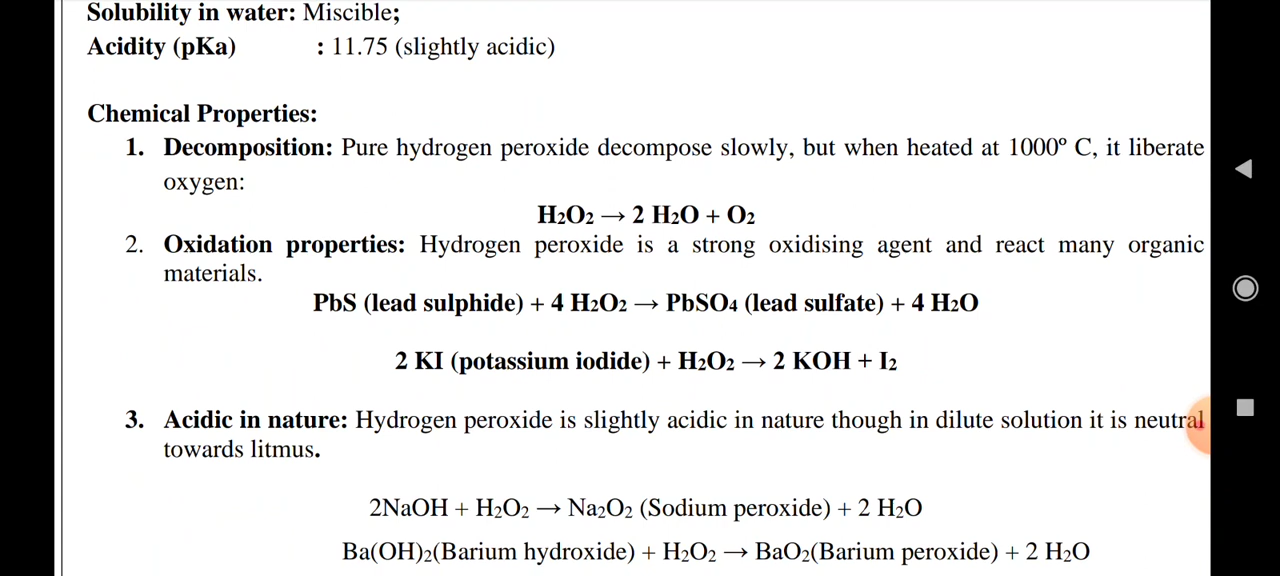 Solubility in water: Miscible;
Acidity (pKa) : 11.75 (slightly acidic)
Chemical Properties:
1. Decomposition: Pure hydrogen peroxide decompose slowly, but when heated at 1000º C, it liberate
oxygen:
H2O2 → 2 H2O + O2
2. Oxidation properties: Hydrogen peroxide is a strong oxidising agent and react many organic
materials.
PbS (lead sulphide) + 4 H2O2 → PbSO4 (lead sulfate) + 4 H2O
2 KI (potassium iodide) + H2O2 → 2 KOH + I2
3. Acidic in nature: Hydrogen peroxide is slightly acidic in nature though in dilute solution it is neutral
towards litmus.
2NaOH + H2O2 → Na2O2 (Sodium peroxide) + 2 H2O
Ba(OH)2(Barium hydroxide) + H2O2 → BaO2(Barium peroxide) + 2 H2O